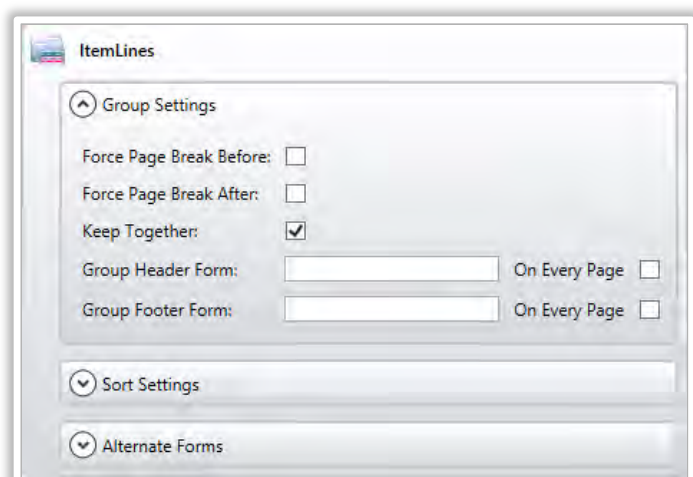 ItemLines
Group Settings
Force Page Break Before:
Force Page Break After:
Keep Together:
Group Header Form: On Every Page
Group Footer Form: On Every Page
Sort Settings
Alternate Forms